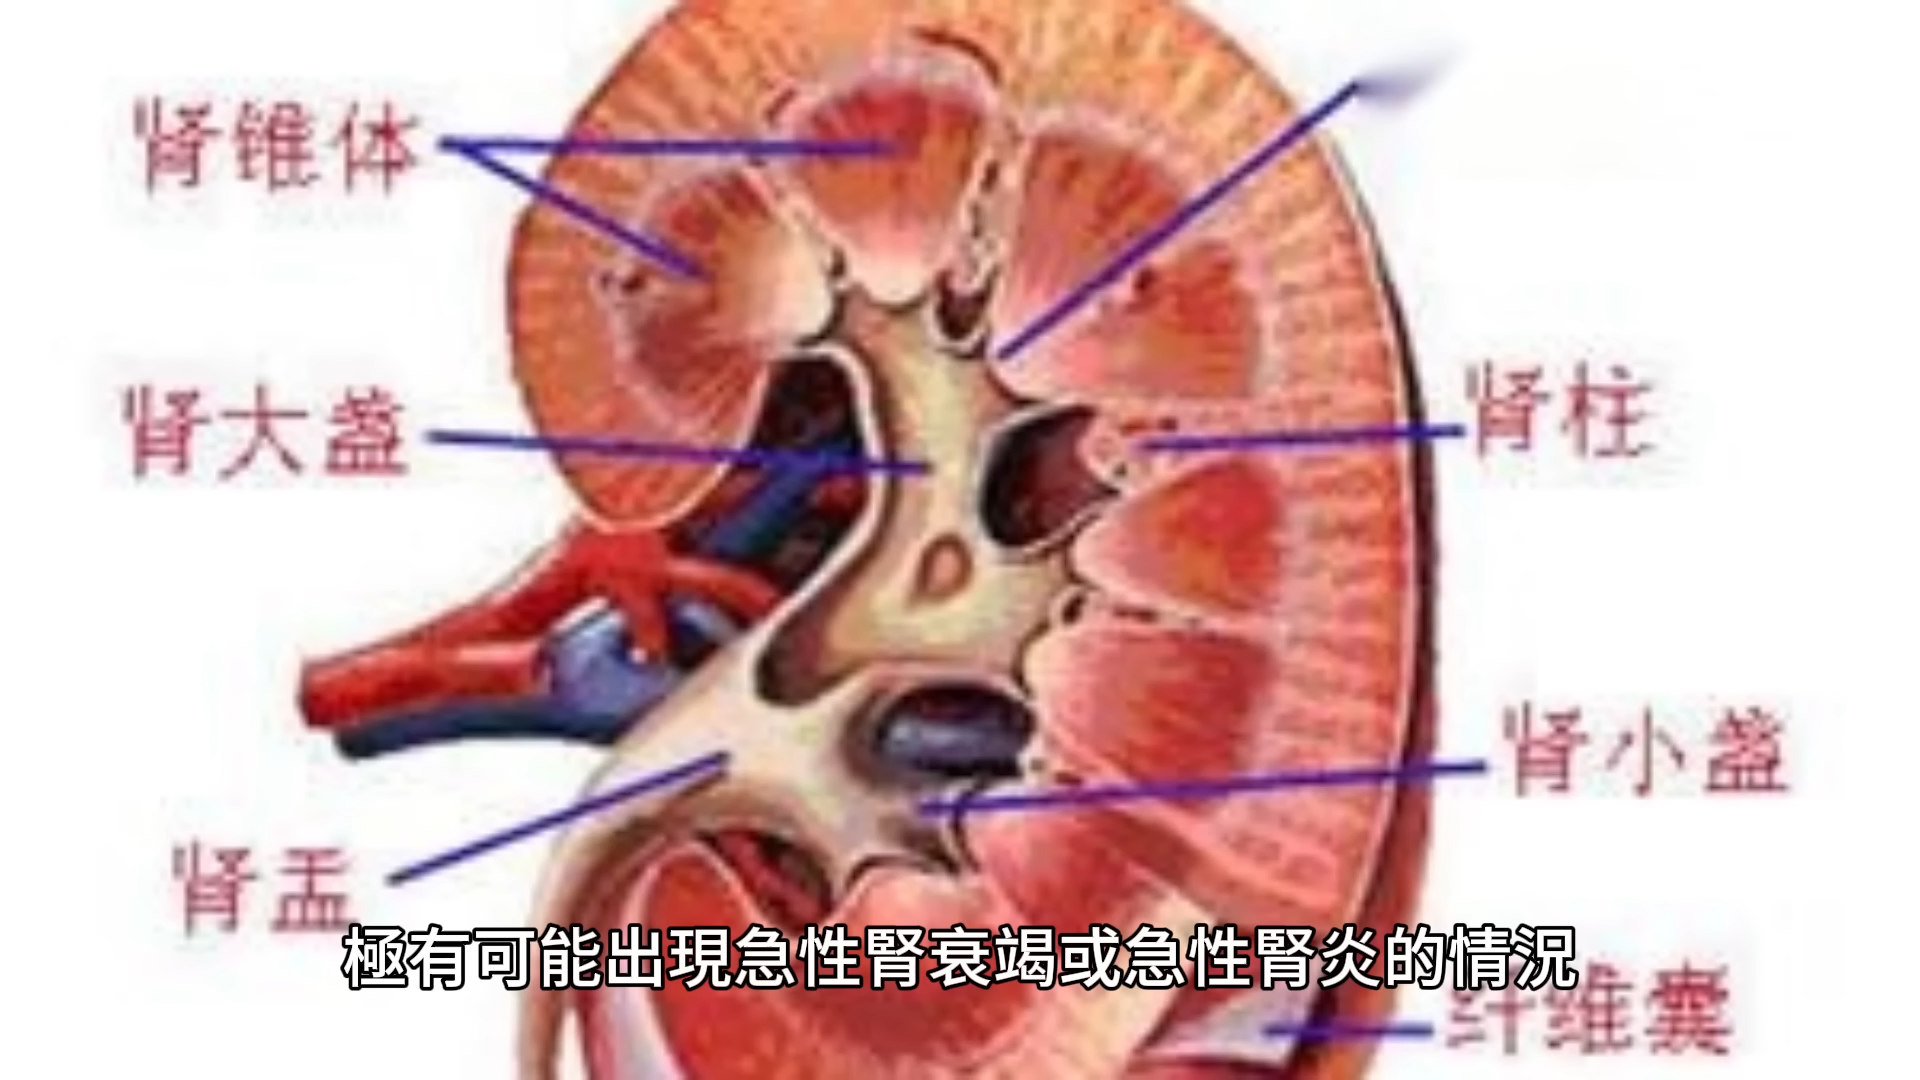 肾锥体
肾大盏
肾柱
肾小盏
肾盂
極有可能出現急性腎衰竭或急性腎炎的情況
纤维囊